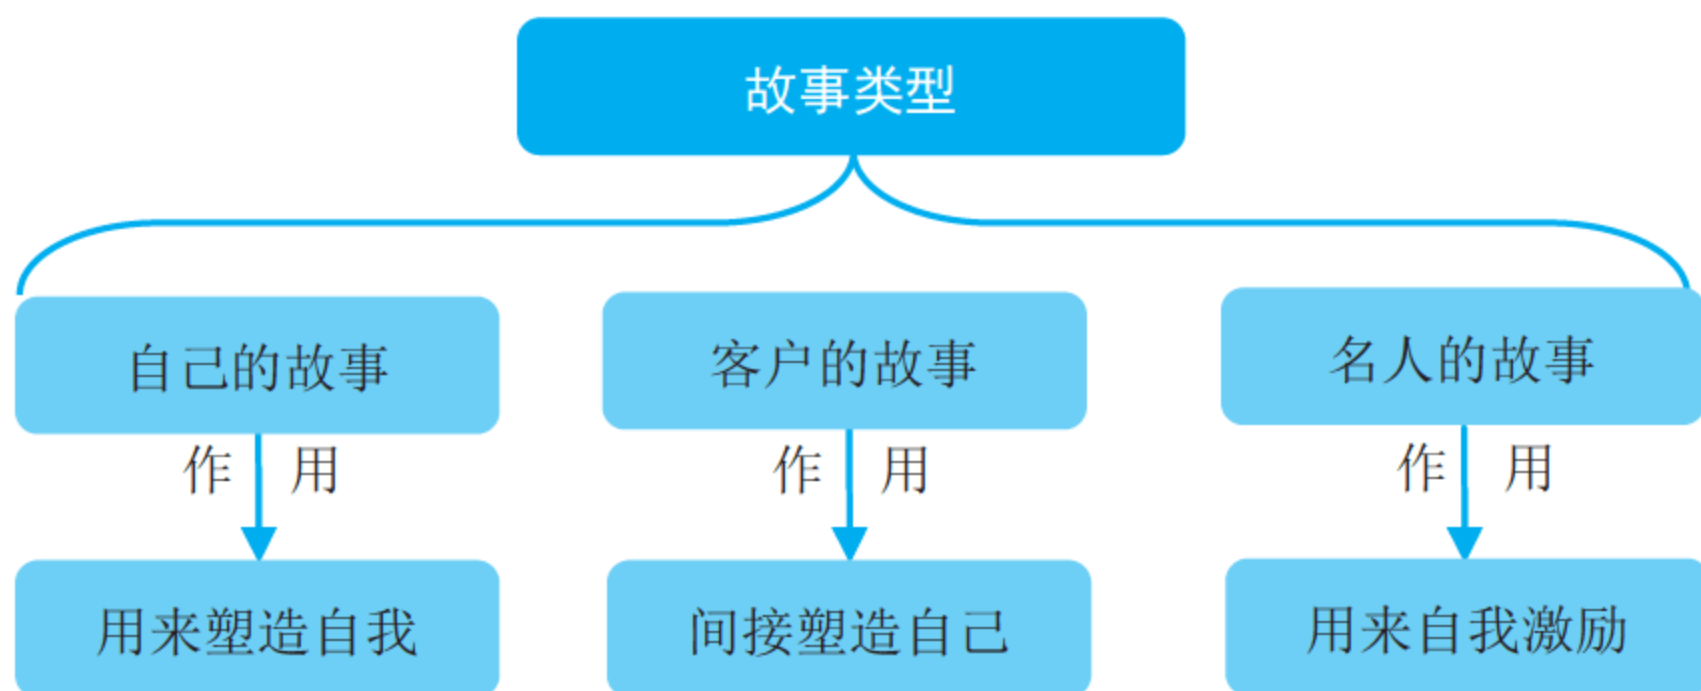 故事类型
自己的故事
客户的故事
名人的故事
作 用
作 用
作 用
用来塑造自我
间接塑造自己
用来自我激励